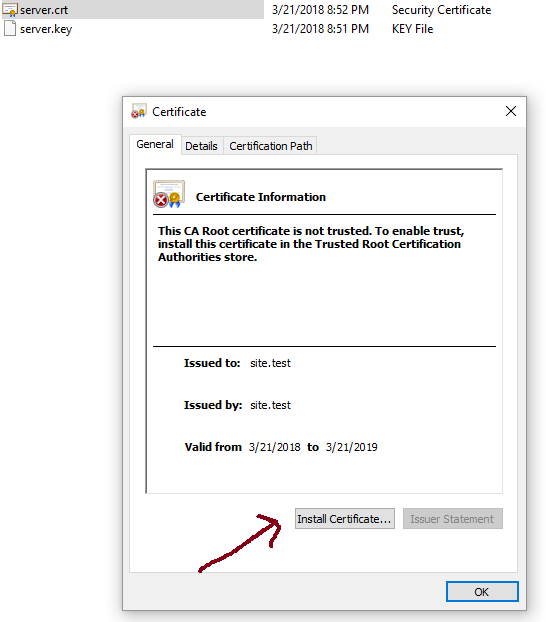 server.crt 3/21/2018 8:52 PM Security Certificate
server.key 3/21/2018 8:51 PM KEY File
Certificate
General Details Certification Path
Certificate Information
This CA Root certificate is not trusted. To enable trust,
install this certificate in the Trusted Root Certification
Authorities store.
Issued to: site.test
Issued by: site.test
Valid from 3/21/2018 to 3/21/2019
Install Certificate... Issuer Statement
OK